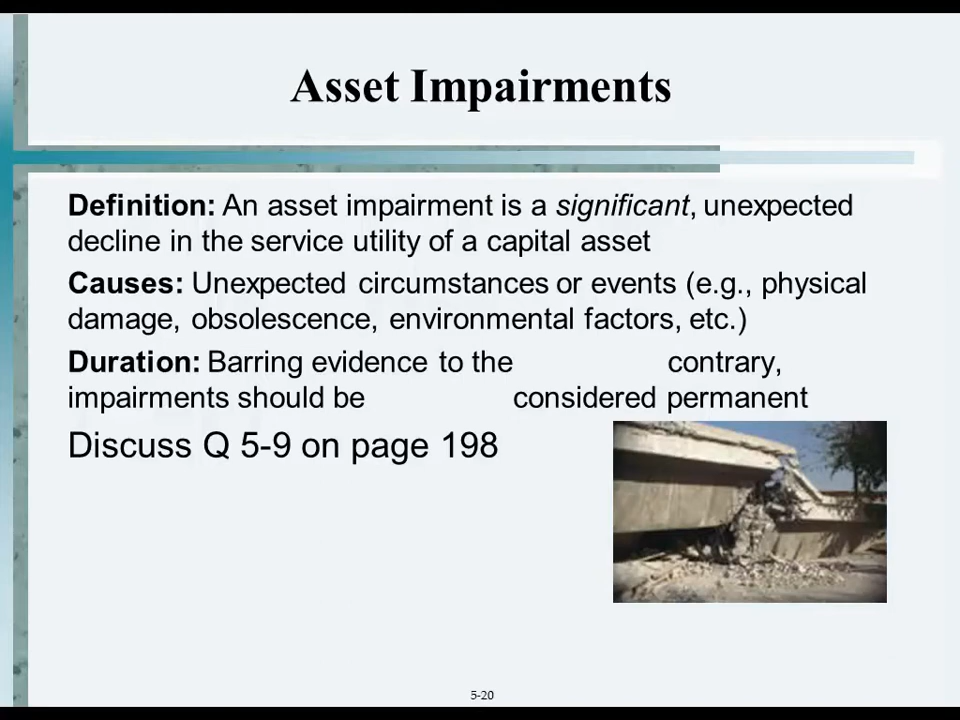 Asset Impairments
Definition: An asset impairment is a significant, unexpected
decline in the service utility of a capital asset
Causes: Unexpected circumstances or events (e.g., physical
damage, obsolescence, environmental factors, etc.)
Duration: Barring evidence to the contrary,
impairments should be considered permanent
Discuss Q 5-9 on page 198
5-20